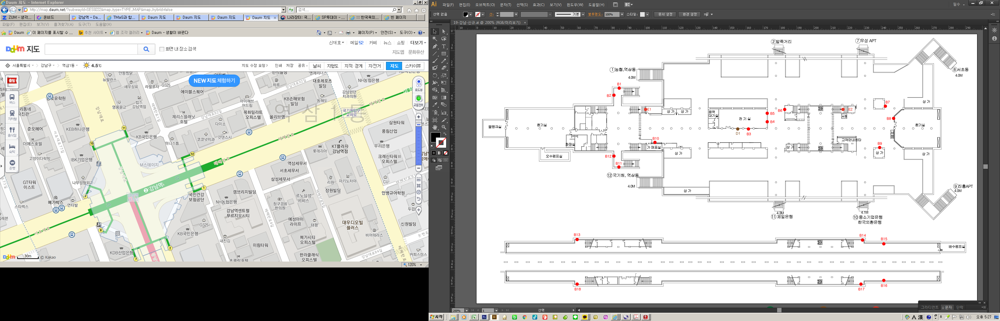 Daum 지도 - Internet Explorer
http://map.daum.net/?subwayId=SES0222&map_type=TYPE_MAP&map_hybrid=false
검색...
ZUM - 생각...
온비드
강남역 - Da...
TMaG과 합...
Daum 지도
Daum 지도
Daum 지도
Daum 지도
나라장터: 국...
SP투데이 - ...
::: 한국옥외...
빈 페이지
파일(F) 편집(E) 보기(V) 즐겨찾기(A) 도구(T) 도움말(H)
Daum
이 페이지를 표시할 수 ...
추천 사이트
웹 조각 갤러리
Daum - 생활이 바뀐다
페이지(P) 안전(S) 도구(O)
신재호 메일52 카페 뉴스 쇼핑 더보기
Daum 지도
화면 내 장소 검색
지도앱 문화유산
서울특별시 강남구 역삼1동 4.5℃
지도 수정 요청 인쇄 저장 공유
날씨 지형도 지적·경계 자전거 지도 스카이뷰
출발
버스
지하철
음식점
숙박
은행
NEW 지도 체험하기
로드뷰
교통정보
역삼1동
뉴발란스
새우상회
라팔루자
GS25
에이블스퀘어
하루
강남대로92길
대호레포츠
빌딩
NH농협은행
영풍문고
빕스
강남역점
아이해브
어드림
KB손해보험
빌딩
동해도
강남런던
치과의원
목화밀라트
오피스텔
올리브영
국기원입구
교차로
테헤란로
제리스플래닛
호텔
다이소
갓덴스시
코코넛치과
준오헤어
더에스호텔
고양이다락방
KEB하나은행
IBK기업은행
KB국민은행
미니스톱
M스테이지
나무성형외과
롯데리아
KT플라자
강남역점
삼원타워
풍림산업
우리은행
크레신타워II
오피스텔
역삼세무서
서초세무서
삼성세무서
GT타워
이스트
스타벅스
메가박스
연타발
강남역
강남역
사거리
국민건강
보험공단
캠브리지빌딩
NH농협은행
르노삼성
서비스
청구경희
한의원
리원
마키노차야
장원빌딩
CU
안병규어학원
강남역센트럴
푸르지오시티
예성아이
라이프
태평
대우디오빌
플러스
신원빌딩
비어테라스
GS25
KB국민은행
내친김
미림타워
메가시티
오피스텔
한라클래식
오피스텔
강남대로84길
커피스미스
KDB산업은행
서초대로
30m
© Kakao
120%
Ai 파일(F) 편집(E) 오브젝트(O) 문자(T) 선택(S) 효과(C) 보기(V) 윈도우(W) 도움말(H)
필수
선택 없음
선:
기본
불투명도: 100%
스타일:
문서 설정
환경 설정
19-강남-신규.ai @ 200% (RGB/미리보기)
②말죽거리
⑦우성 APT
①농협,역삼동
4.0M
⑧서초동
4.0M
B1
B2
E1
상 가
상 가
용역
대기실
전 기 실
B5
B4
B6
E2
서점
B7
B8
상 가
물탱크실
환기실
D1
B3
서점
환기실
화장실
B10
가 매표실
고객안내센타
상 가
B9
상 가
상 가
오수펌프실
B12
B11
상 가
⑫국기원, 역삼동
4.0M
상 가
⑨진흥APT
4.0M
4.3M
⑪제일은행
4.1M
⑩중소기업은행
한국외환은행
B13
B14
B15
배수펌프실
B18
B17
B16
200%
1
선택
그라디언트 문자 단락
시작
A 漢
오후 5:27